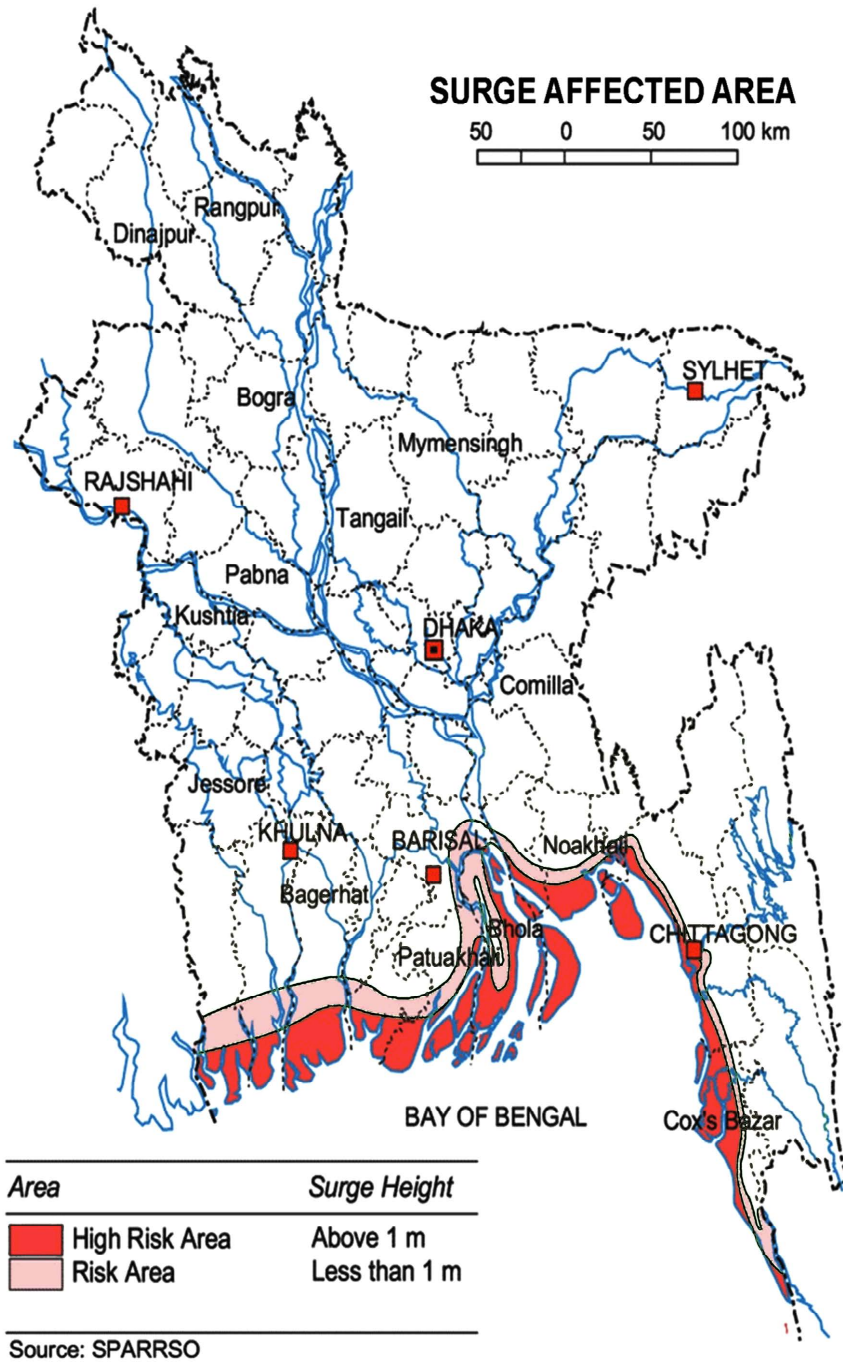 SURGE AFFECTED AREA
50 0 50 100 km
Rangpur
Dinajpur
SYLHET
Bogra
Mymensingh
RAJSHAHI
Tangail
Pabna
Kushtia
DHAKA
Comilla
Jessore
KHULNA
BARISAL
Noakhali
Bagerhat
Bhola
CHITTAGONG
Patuakhali
BAY OF BENGAL
Cox's Bazar
Area Surge Height
High Risk Area Above 1 m
Risk Area Less than 1 m
1
Source: SPARRSO